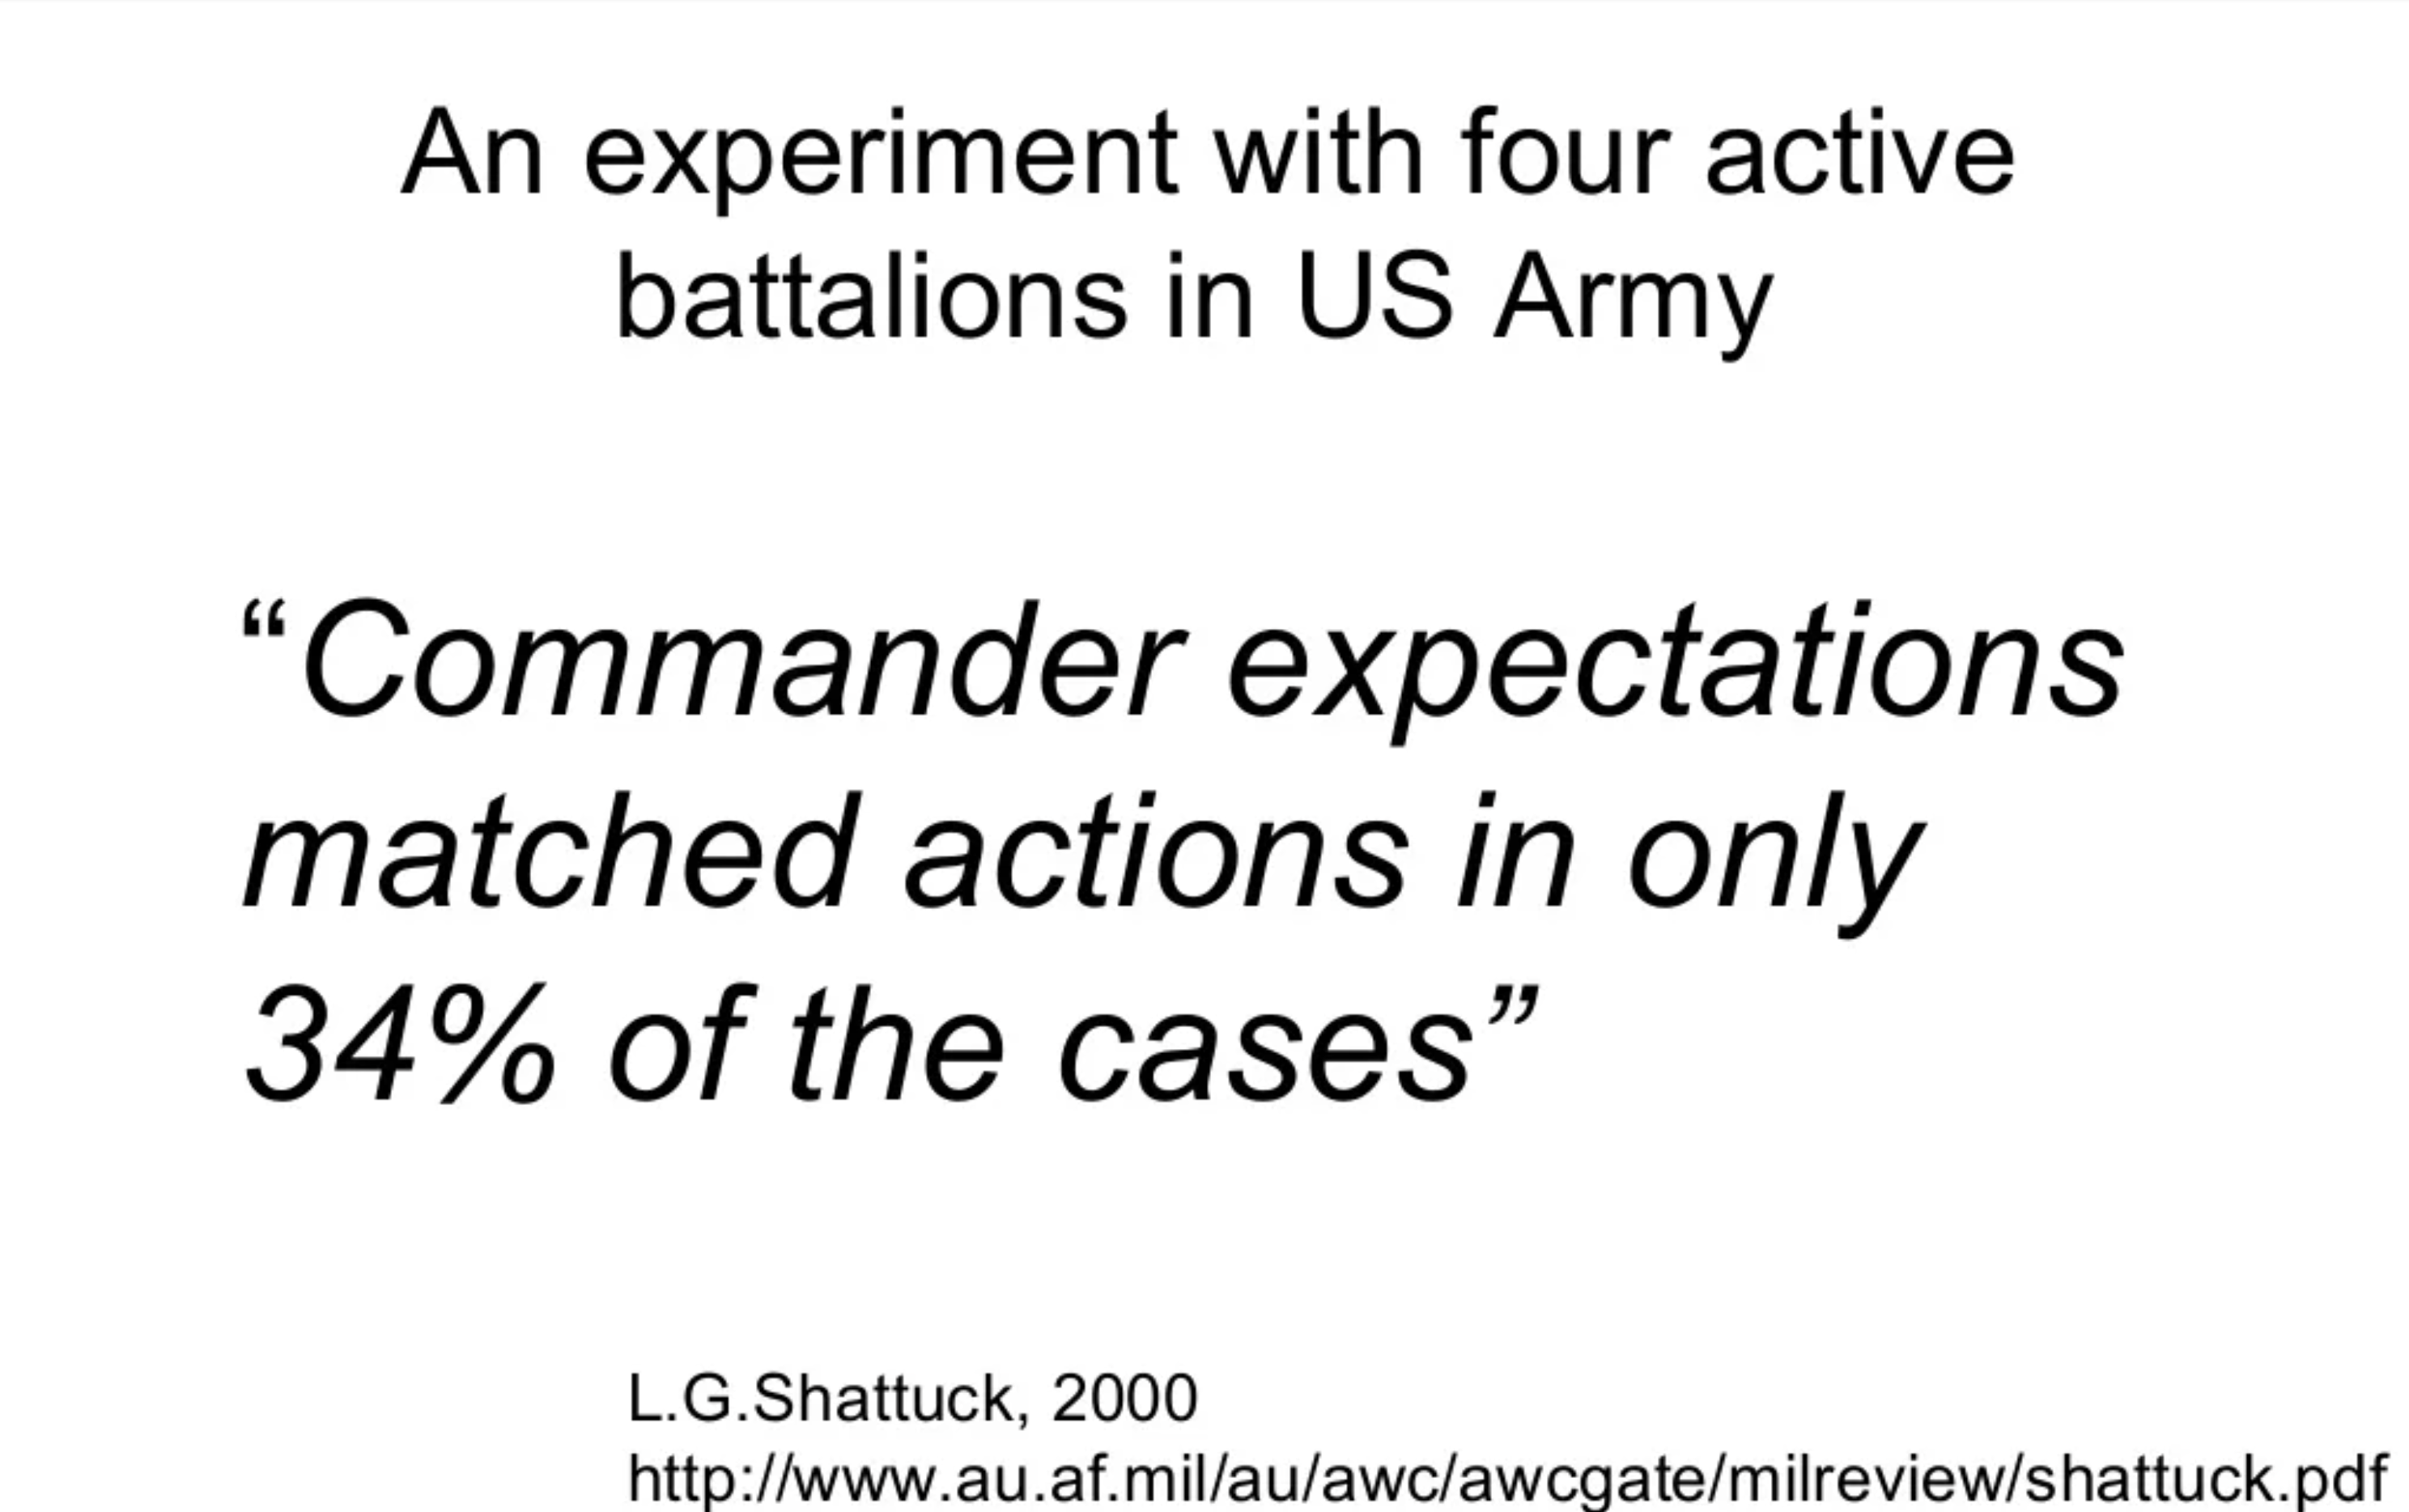 An experiment with four active
battalions in US Army
“Commander expectations
matched actions in only
34% of the cases”
L.G.Shattuck, 2000
http://www.au.af.mil/au/awc/awcgate/milreview/shattuck.pdf